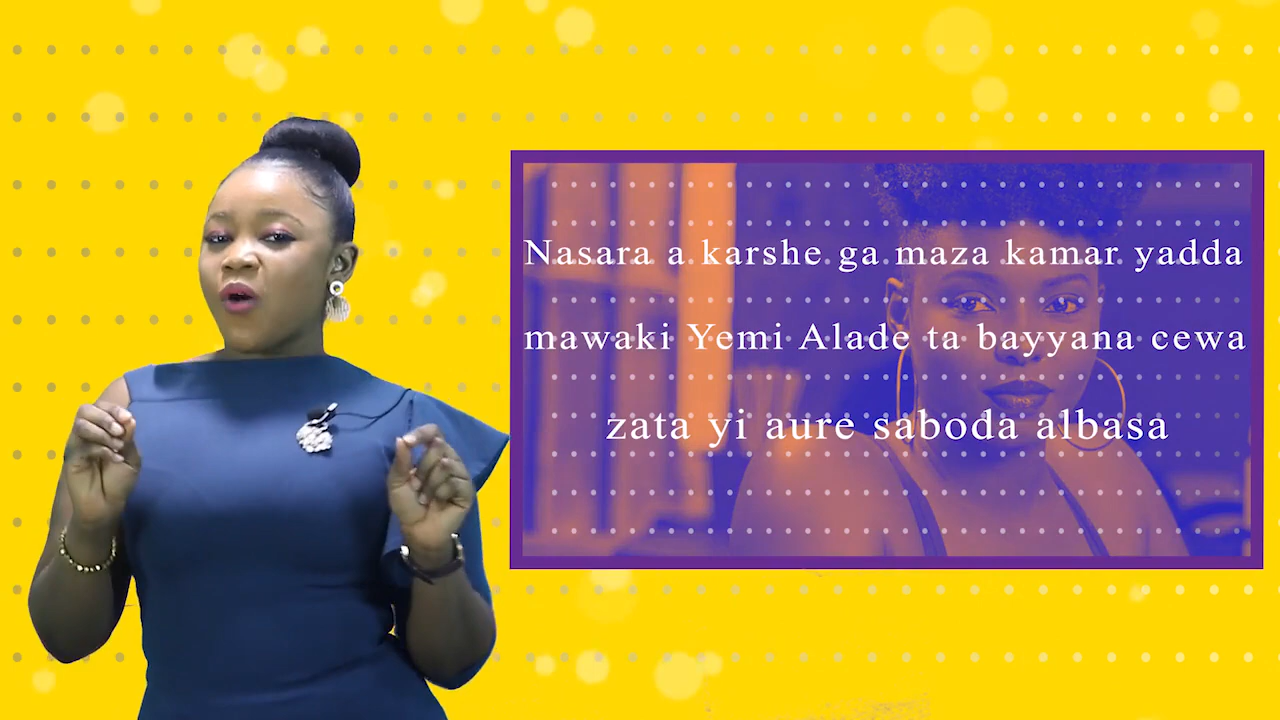 Nasara a karshe ga maza kamar yadda
mawaki Yemi Alade ta bayyana cewa
zata yi aure saboda albasa